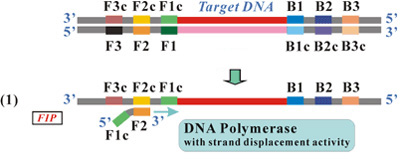 F3c F2c F1c Target DNA B1 B2 B3
3' 5'
5' 3'
F3 F2 F1 B1c B2c B3c
(1) F3c F2c F1c B1 B2 B3
3' 5'
FIP 5' F2 3'
F1c
DNA Polymerase
with strand displacement activity